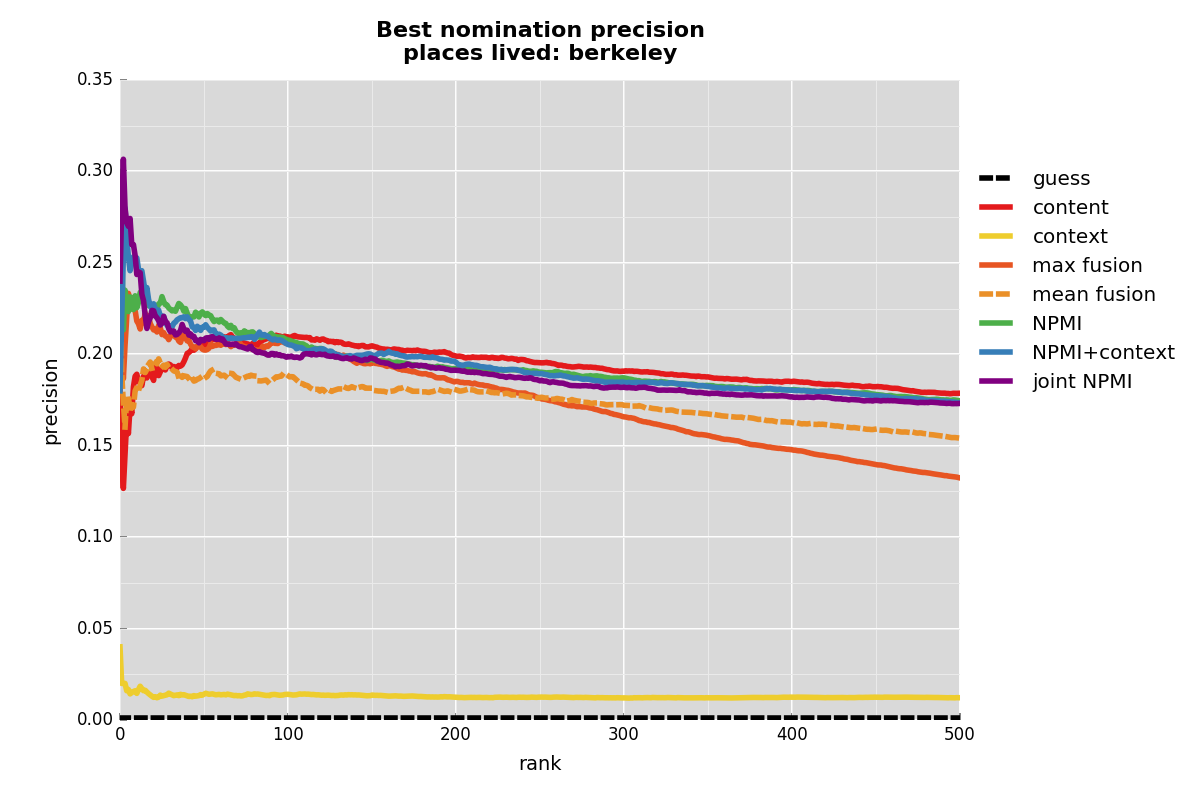 Best nomination precision
places lived: berkeley
0.35
0.30
0.25
0.20
0.15
0.10
0.05
0.00
precision
0
100
200
300
400
500
rank
guess
content
context
max fusion
mean fusion
NPMI
NPMI+context
joint NPMI